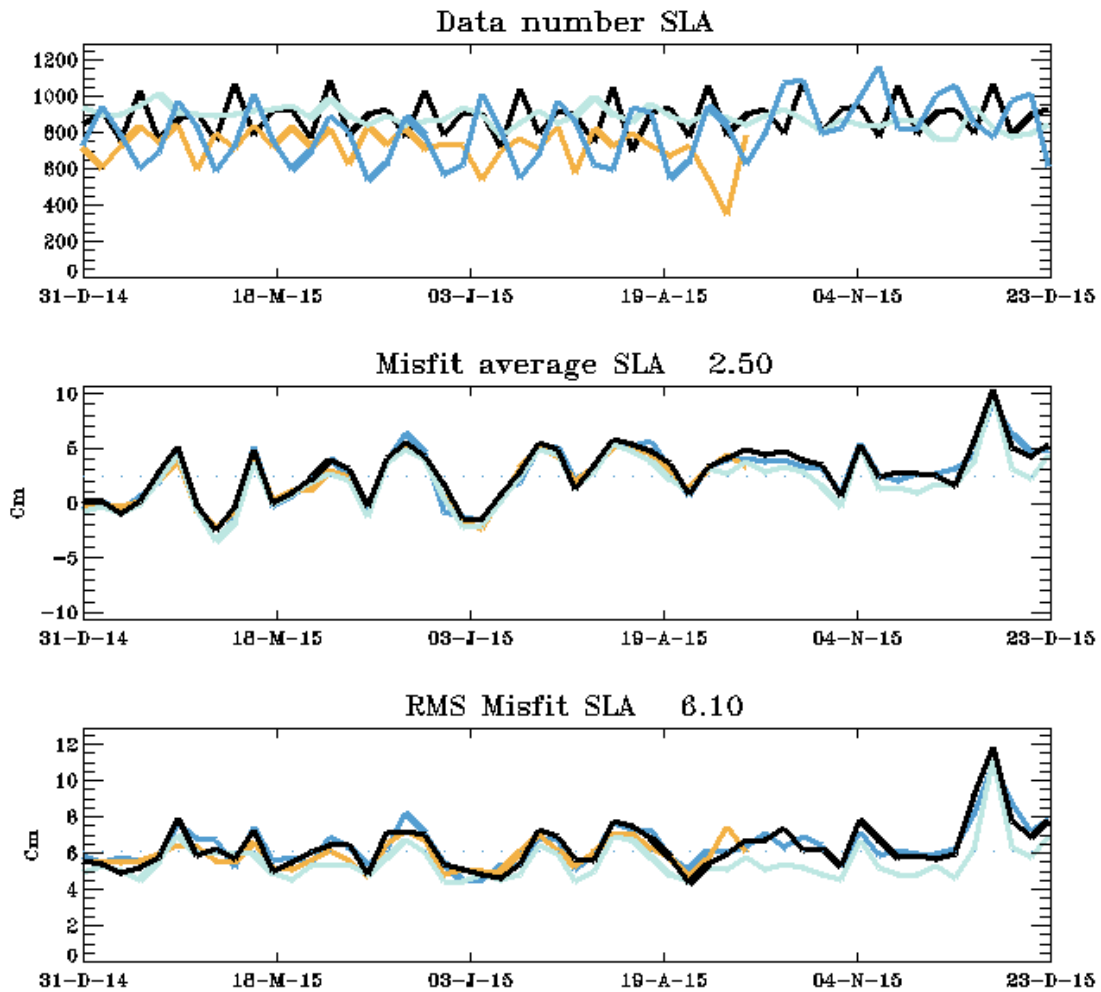 Data number SLA
1200
1000
800
600
400
200
0
31-D-14 18-M-15 03-J-15 19-A-15 04-N-15 23-D-15
Misfit average SLA 2.50
10
5
0
-5
-10
Cm
31-D-14 18-M-15 03-J-15 19-A-15 04-N-15 23-D-15
RMS Misfit SLA 6.10
12
10
8
6
4
2
0
Cm
31-D-14 18-M-15 03-J-15 19-A-15 04-N-15 23-D-15